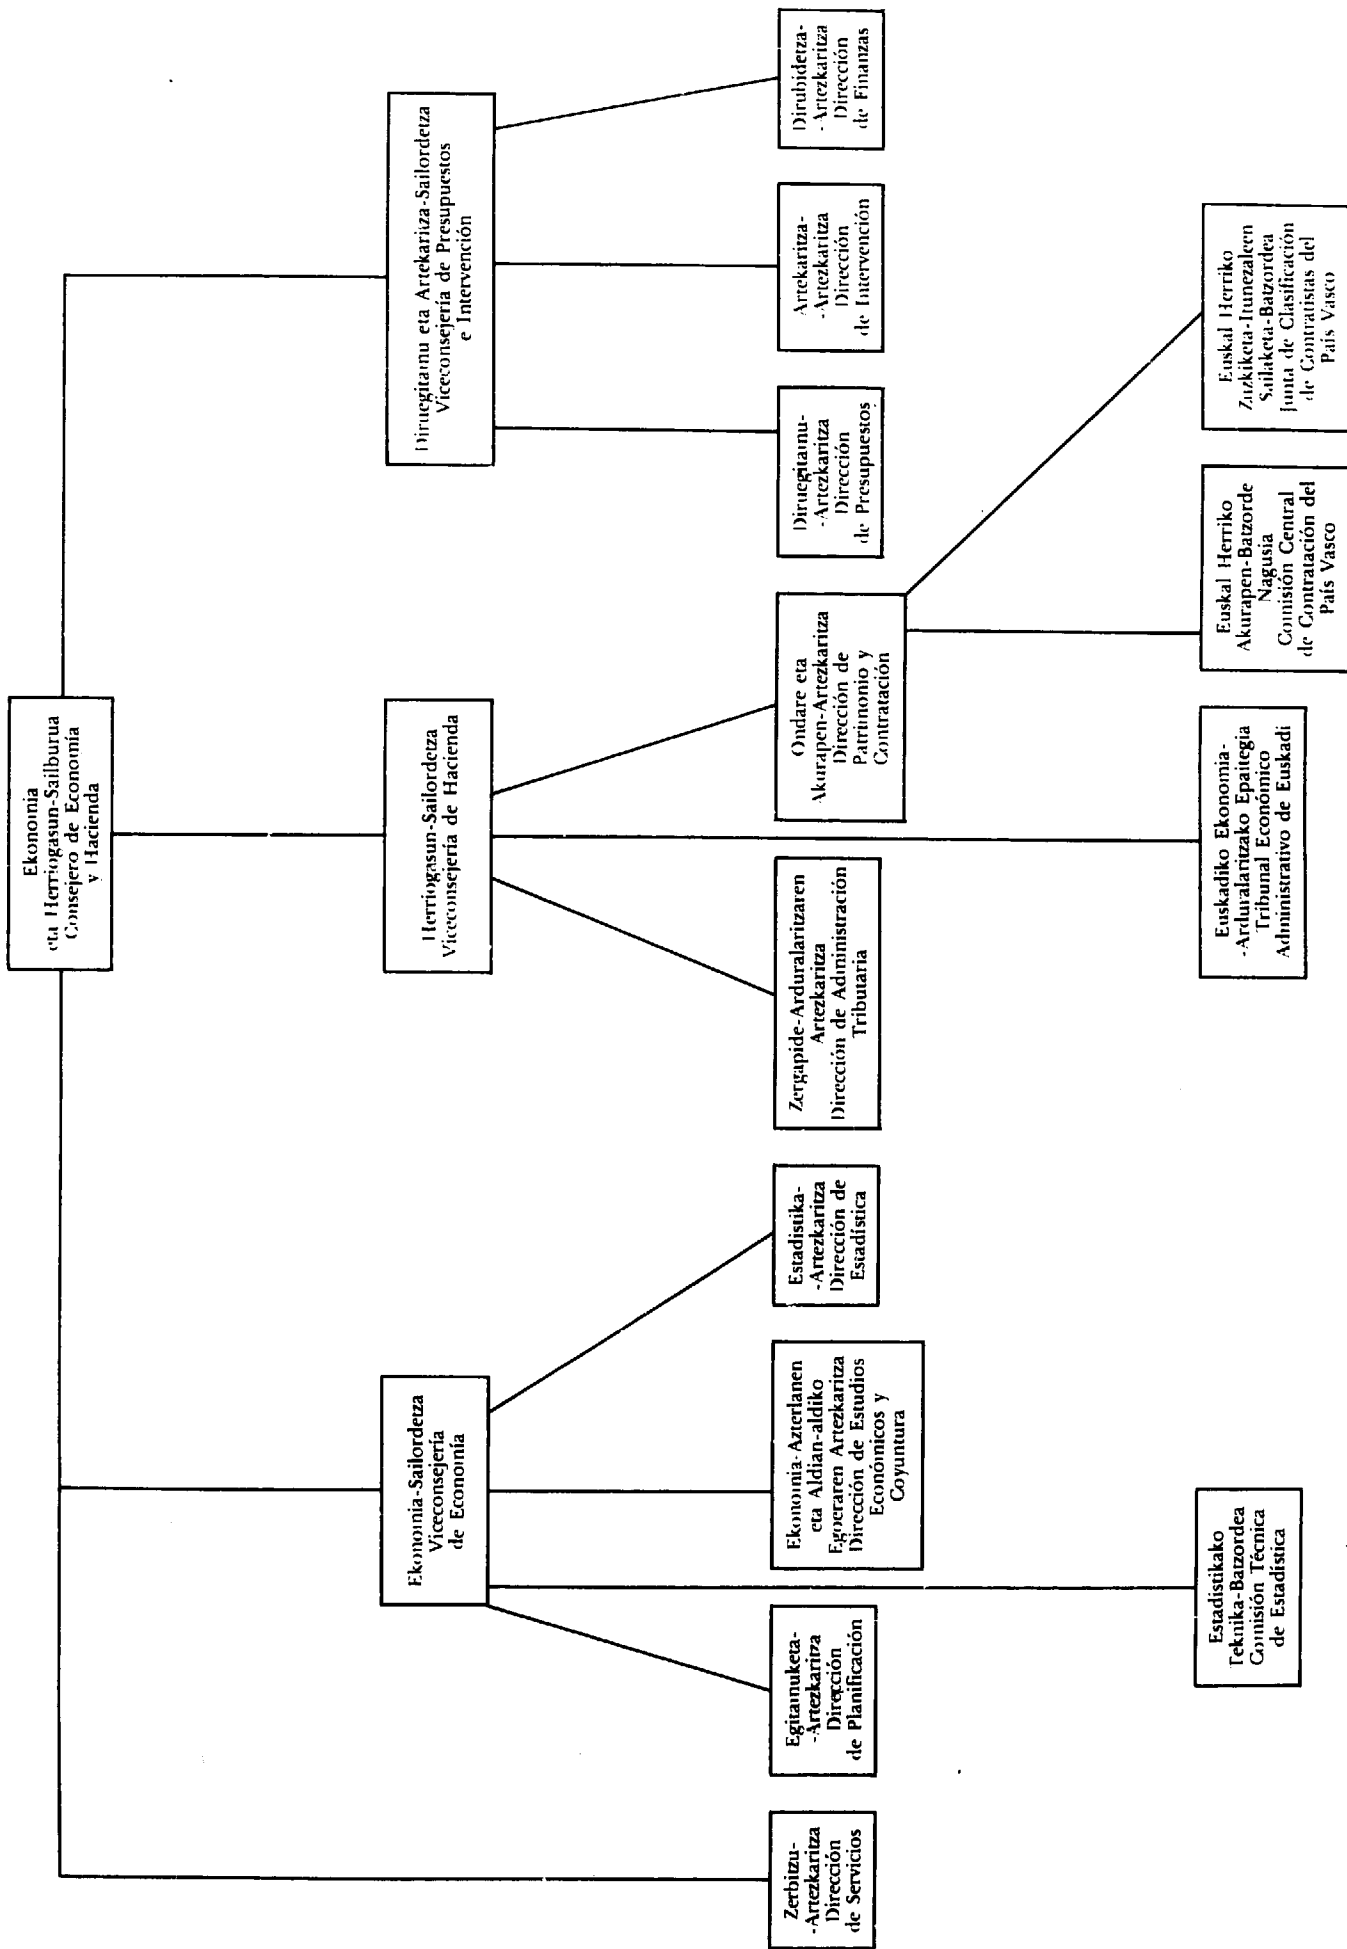 Ekonomia
eta Herriogasun-Sailburua
Consejero de Economía
y Hacienda
Ekonomia-Sailordetza
Viceconsejería
de Economía
Herriogasun-Sailordetza
Viceconsejería de Hacienda
Diruegitamu eta Artekaritza-Sailordetza
Viceconsejería de Presupuestos
e Intervención
Zerbitzu-
-Artezkaritza
Dirección
de Servicios
Egitamuketa-
-Artezkaritza
Dirección
de Planificación
Ekonomia-Azterlanen
eta Aldian-aldiko
Egoeraren Artezkaritza
Dirección de Estudios
Económicos y
Coyuntura
Estadistika-
-Artezkaritza
Dirección de
Estadística
Zergapide-Arduralaritzaren
Artezkaritza
Dirección de Administración
Tributaria
Ondare eta
Akurapen-Artezkaritza
Dirección de
Patrimonio y
Contratación
Diruegitamu-
-Artezkaritza
Dirección
de Presupuestos
Artekaritza-
-Artezkaritza
Dirección
de Intervención
Dirubidetza-
-Artezkaritza
Dirección
de Finanzas
Estadistikako
Teknika-Batzordea
Comisión Técnica
de Estadística
Euskadiko Ekonomia-
-Arduralaritzako Epaitegia
Tribunal Económico
Administrativo de Euskadi
Euskal Herriko
Akurapen-Batzorde
Nagusia
Comisión Central
de Contratación del
País Vasco
Euskal Herriko
Zuzkiketa-Itunezaleen
Sailaketa-Batzordea
Junta de Clasificación
de Contratistas del
País Vasco